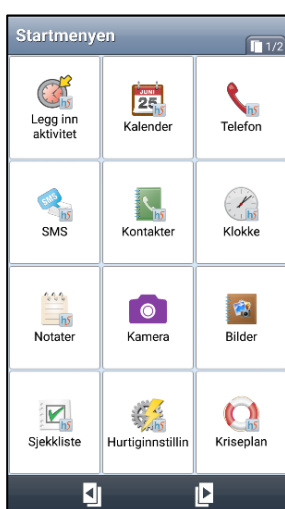 Startmenyen
1/2
Legg inn
aktivitet
JUNI
25
Kalender
Telefon
SMS
SMS
Kontakter
Klokke
Notater
Kamera
Bilder
Sjekkliste
Hurtiginnstillin
Kriseplan